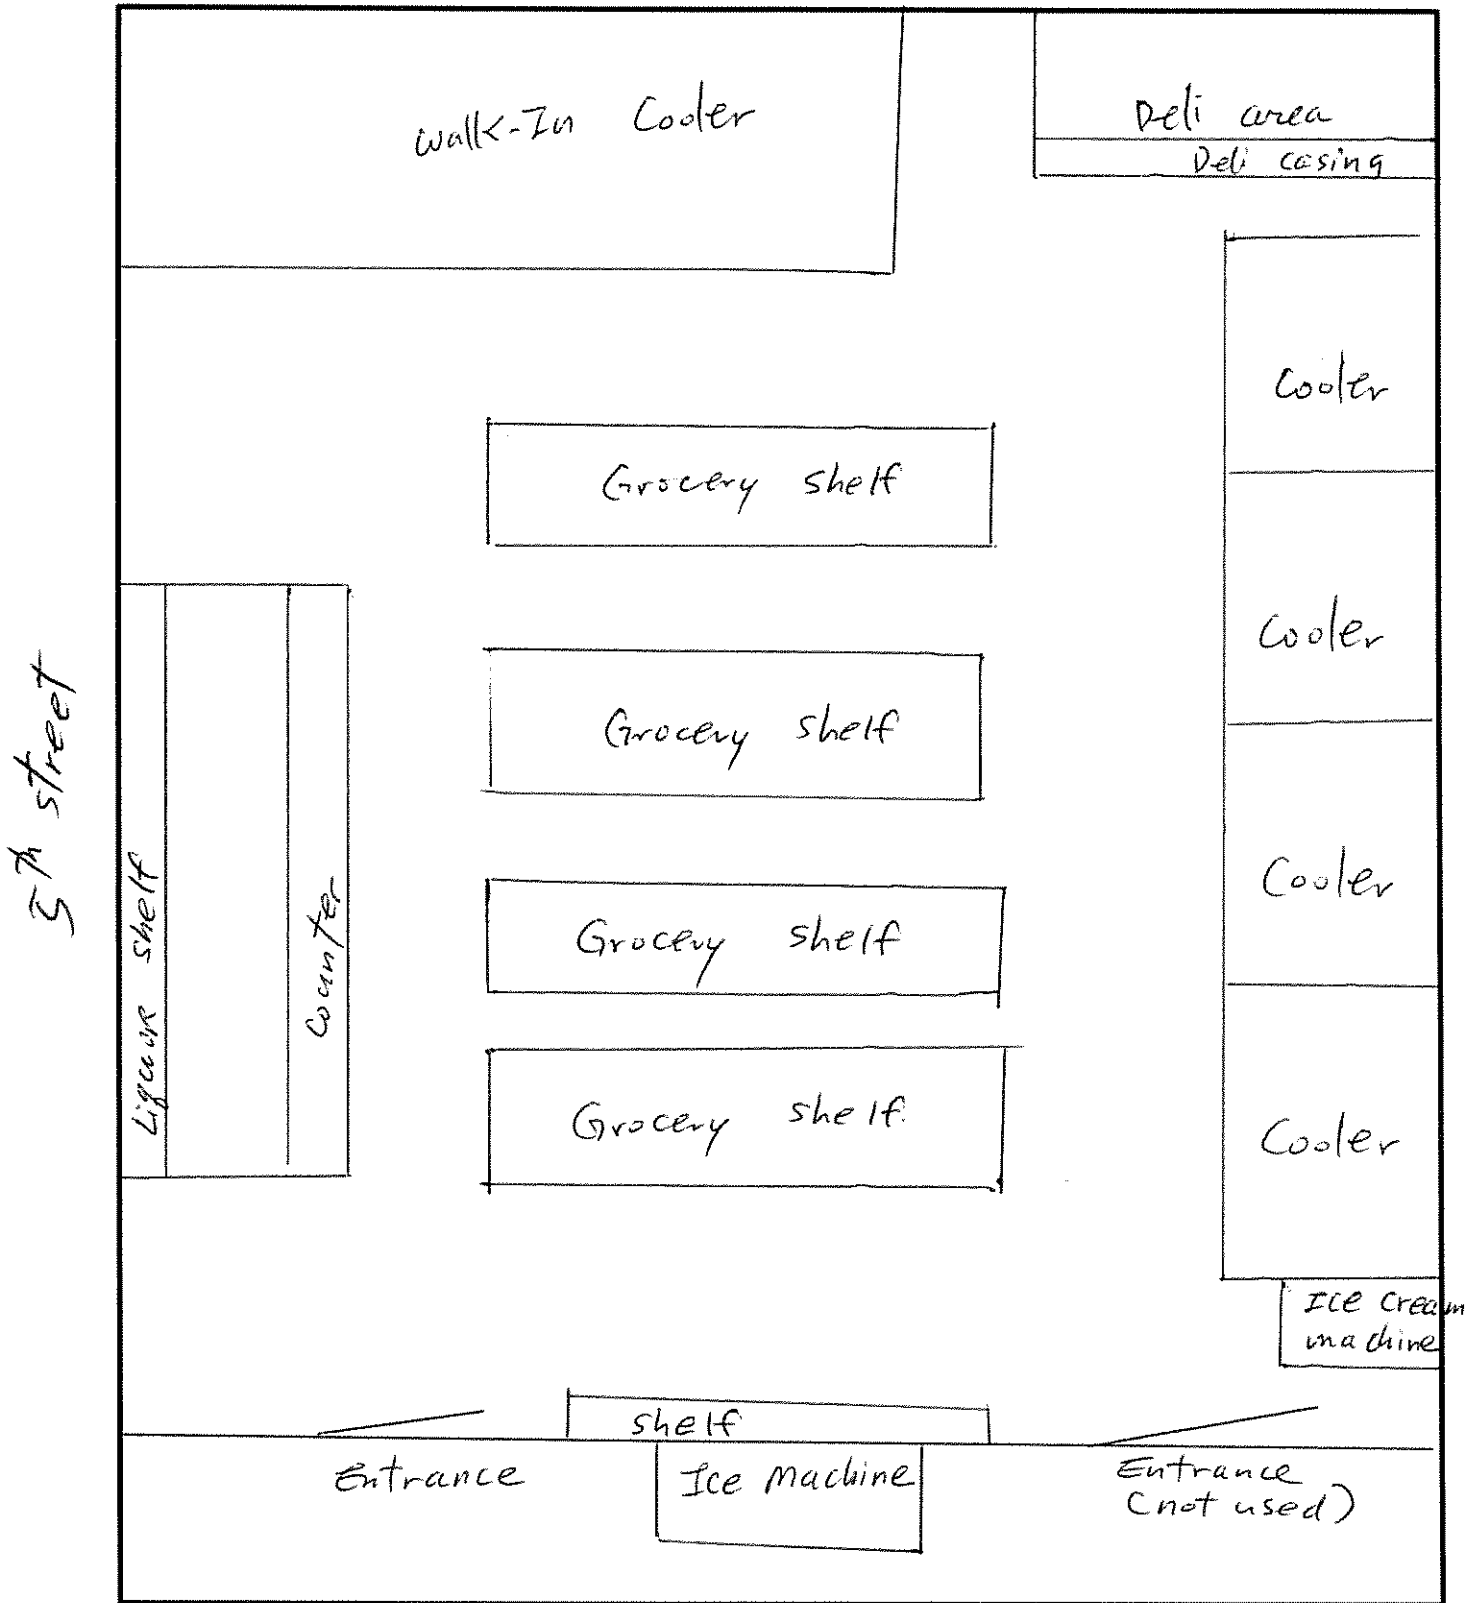 Walk-In Cooler
Deli area
Deli casing
Cooler
Grocery shelf
Cooler
5th street
Grocery shelf
Liquor shelf
Counter
Cooler
Grocery shelf
Grocery shelf
Cooler
Ice Cream
machine
shelf
Entrance
Ice Machine
Entrance
(not used)